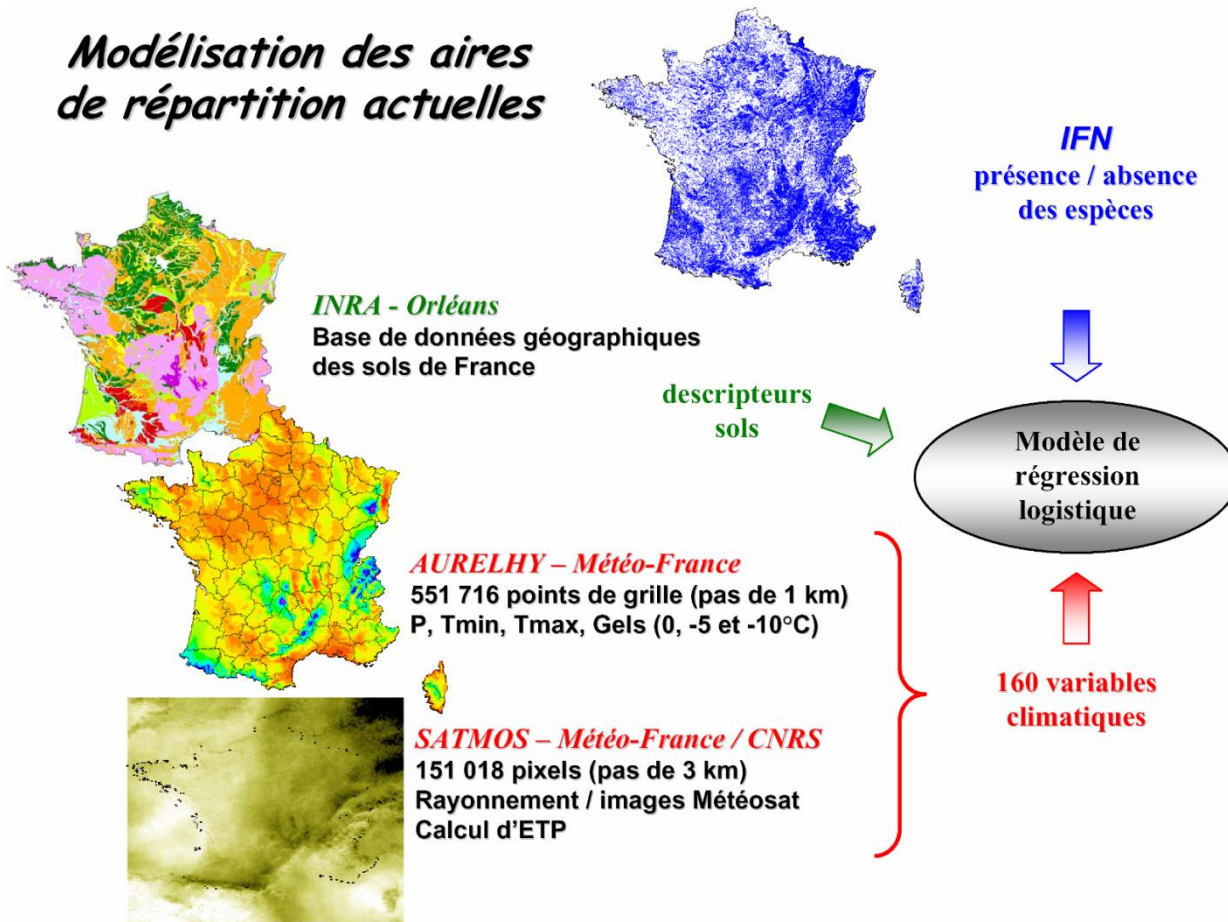 Modélisation des aires
de répartition actuelles
IFN
présence / absence
des espèces
INRA - Orléans
Base de données géographiques
des sols de France
descripteurs
sols
Modèle de
régression
logistique
AURELHY – Météo-France
551 716 points de grille (pas de 1 km)
P, Tmin, Tmax, Gels (0, -5 et -10°C)
160 variables
climatiques
SATMOS – Météo-France / CNRS
151 018 pixels (pas de 3 km)
Rayonnement / images Météosat
Calcul d'ETP